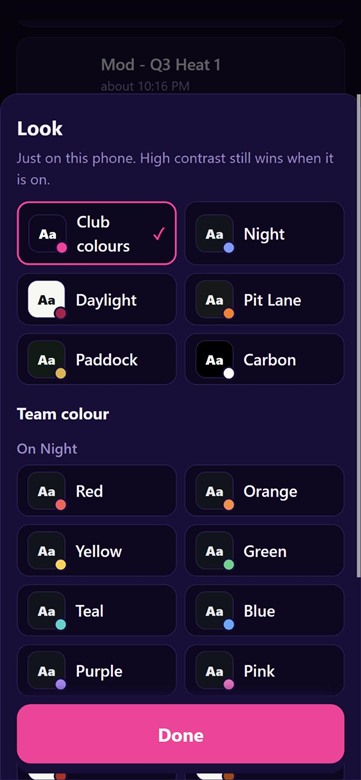 Mod - Q3 Heat 1
about 10:16 PM
Look
Just on this phone. High contrast still wins when it
is on.
Aa Club colours ✓
Aa Night
Aa Daylight
Aa Pit Lane
Aa Paddock
Aa Carbon
Team colour
On Night
Aa Red
Aa Orange
Aa Yellow
Aa Green
Aa Teal
Aa Blue
Aa Purple
Aa Pink
Done